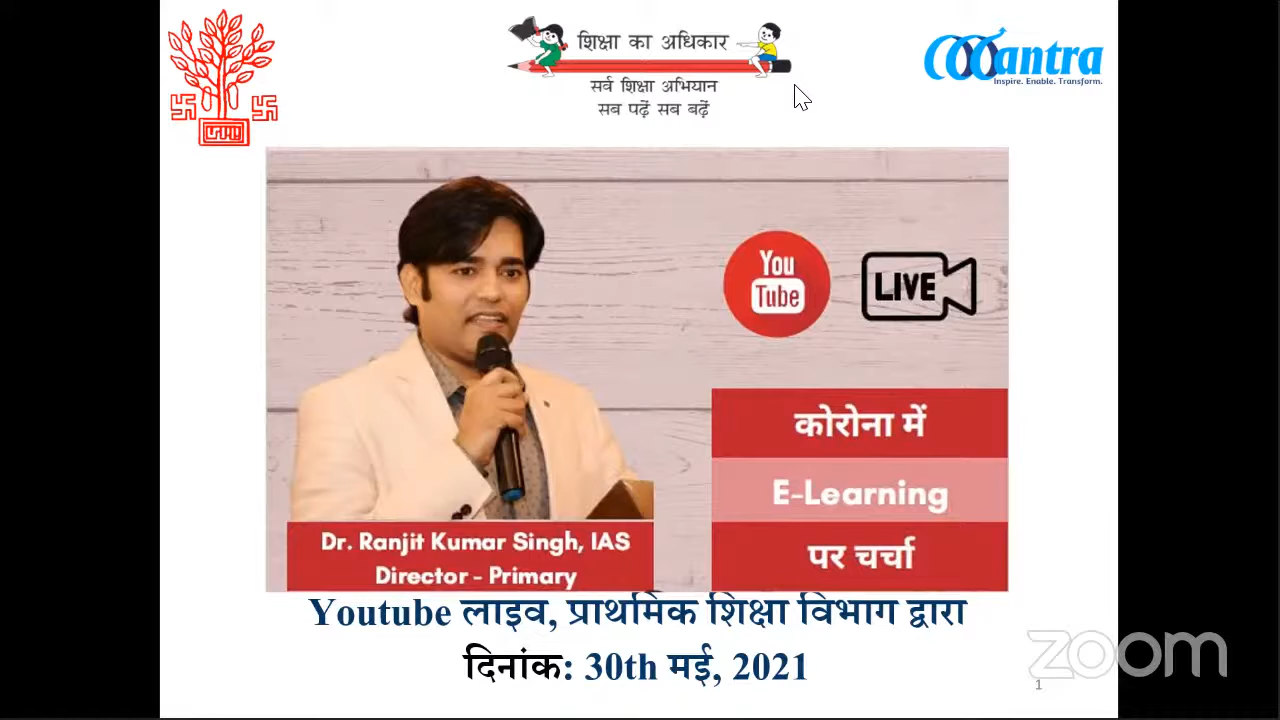 शिक्षा का अधिकार
सर्व शिक्षा अभियान
सब पढ़ें सब बढ़ें
Mantra
Inspire. Enable. Transform.
You
Tube
LIVE
कोरोना में
E-Learning
पर चर्चा
Dr. Ranjit Kumar Singh, IAS
Director - Primary
Youtube लाइव, प्राथमिक शिक्षा विभाग द्वारा
दिनांक: 30th मई, 2021
zoom
1